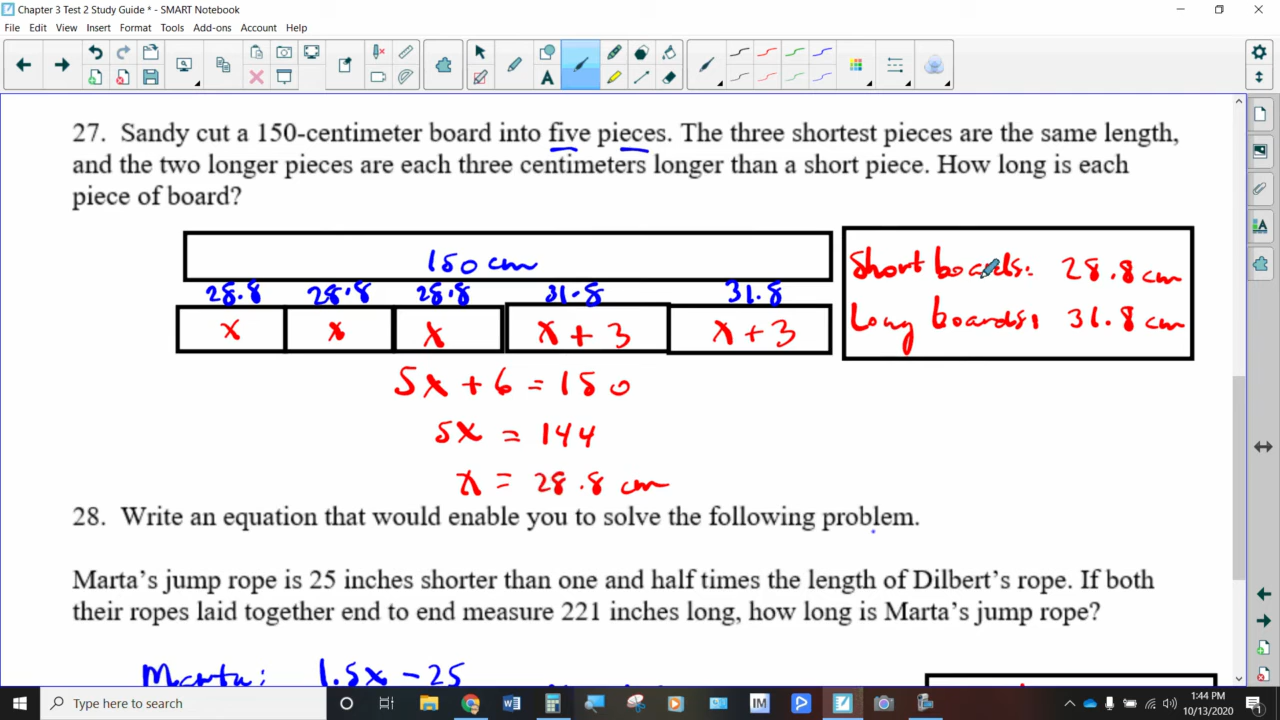 Chapter 3 Test 2 Study Guide * - SMART Notebook
File Edit View Insert Format Tools Add-ons Account Help
27. Sandy cut a 150-centimeter board into five pieces. The three shortest pieces are the same length,
and the two longer pieces are each three centimeters longer than a short piece. How long is each
piece of board?
150 cm
28.8 28.8 28.8 31.8 31.8
x x x x + 3 x + 3
Short boards: 28.8 cm
Long boards: 31.8 cm
5x + 6 = 150
5x = 144
x = 28.8 cm
28. Write an equation that would enable you to solve the following problem.
Marta's jump rope is 25 inches shorter than one and half times the length of Dilbert's rope. If both
their ropes laid together end to end measure 221 inches long, how long is Marta's jump rope?
Marta: 1.5x - 25
Type here to search
1:44 PM
10/13/2020